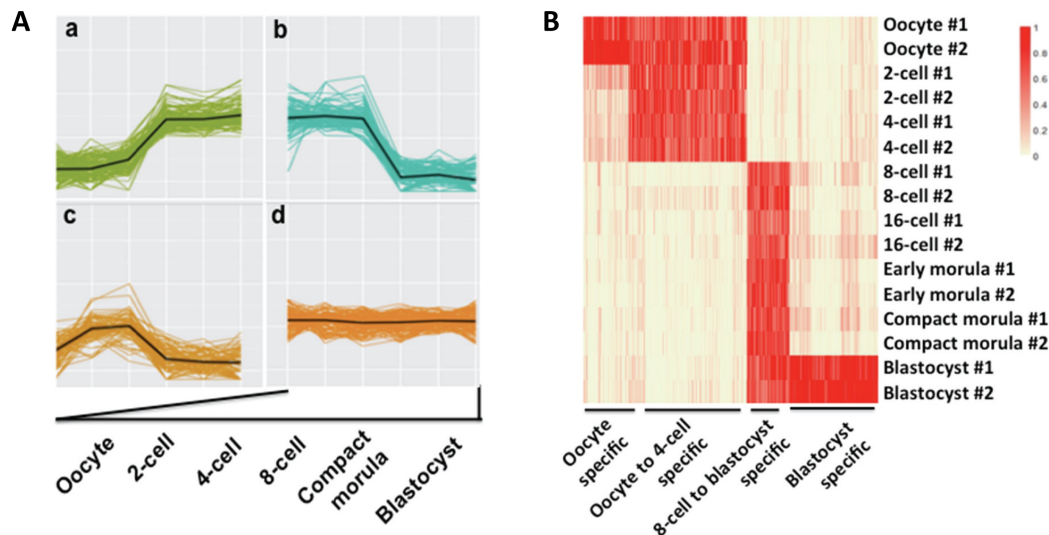 A
a
b
c
d
Oocyte
2-cell
4-cell
8-cell
Compact
morula
Blastocyst
B
Oocyte #1
Oocyte #2
2-cell #1
2-cell #2
4-cell #1
4-cell #2
8-cell #1
8-cell #2
16-cell #1
16-cell #2
Early morula #1
Early morula #2
Compact morula #1
Compact morula #2
Blastocyst #1
Blastocyst #2
1
0.8
0.6
0.4
0.2
0
Oocyte
specific
Oocyte to 4-cell
specific
8-cell to blastocyst
specific
Blastocyst
specific